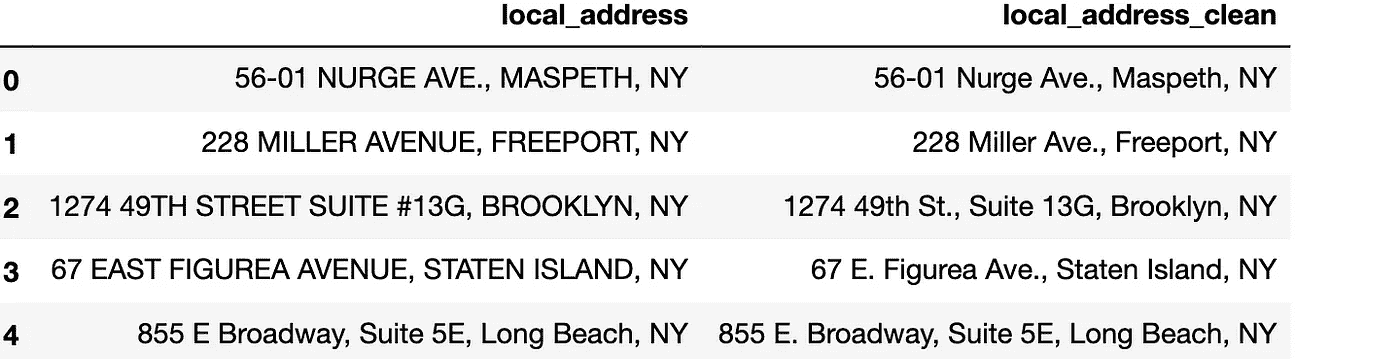 local_address local_address_clean
0 56-01 NURGE AVE., MASPETH, NY 56-01 Nurge Ave., Maspeth, NY
1 228 MILLER AVENUE, FREEPORT, NY 228 Miller Ave., Freeport, NY
2 1274 49TH STREET SUITE #13G, BROOKLYN, NY 1274 49th St., Suite 13G, Brooklyn, NY
3 67 EAST FIGUREA AVENUE, STATEN ISLAND, NY 67 E. Figurea Ave., Staten Island, NY
4 855 E Broadway, Suite 5E, Long Beach, NY 855 E. Broadway, Suite 5E, Long Beach, NY